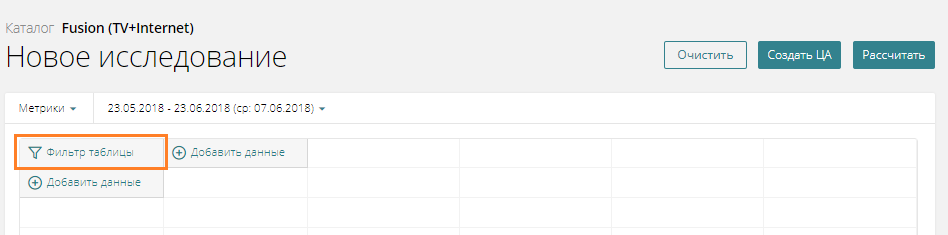 Каталог Fusion (TV+Internet)
Новое исследование
Очистить
Создать ЦА
Рассчитать
Метрики
23.05.2018 - 23.06.2018 (ср: 07.06.2018)
Фильтр таблицы
Добавить данные
Добавить данные